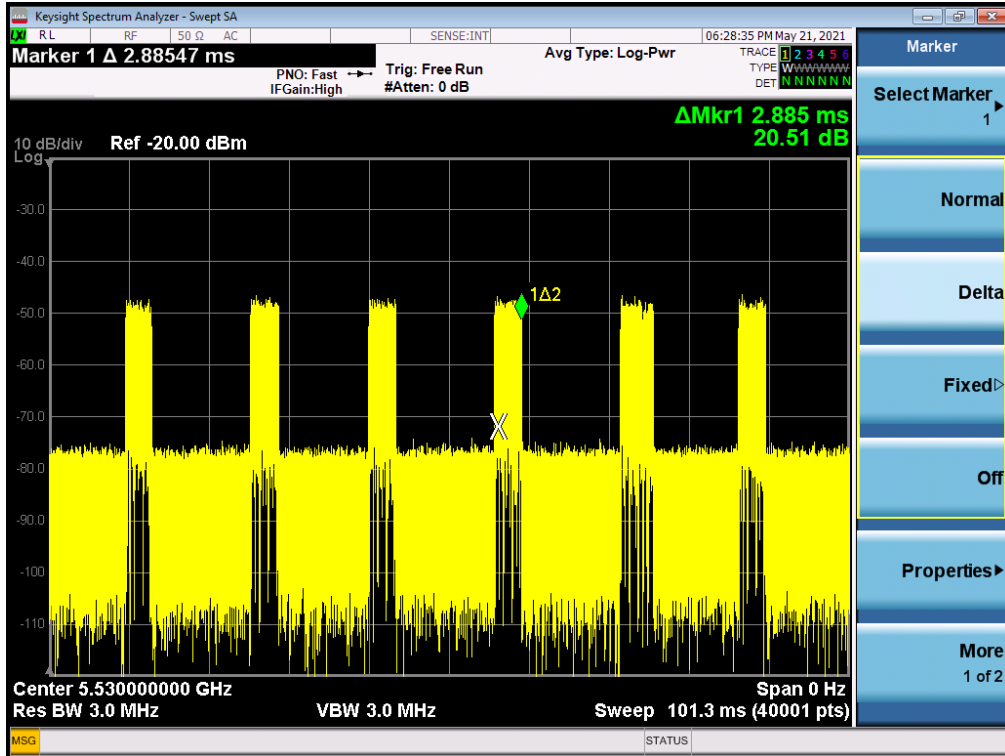 Keysight Spectrum Analyzer - Swept SA
LXI RL RF 50 Ω AC SENSE:INT 06:28:35 PM May 21, 2021
Marker 1 Δ 2.88547 ms
PNO: Fast
IFGain:High
Trig: Free Run
#Atten: 0 dB
Avg Type: Log-Pwr
TRACE 1 2 3 4 5 6
TYPE WWWWWW
DET N N N N N N
ΔMkr1 2.885 ms
20.51 dB
10 dB/div Ref -20.00 dBm
Log
-30.0
-40.0
-50.0
-60.0
-70.0
-80.0
-90.0
-100
-110
1Δ2
X
Center 5.530000000 GHz
Span 0 Hz
Res BW 3.0 MHz
VBW 3.0 MHz
Sweep 101.3 ms (40001 pts)
MSG
STATUS
Marker
Select Marker
1
Normal
Delta
Fixed
Off
Properties
More
1 of 2